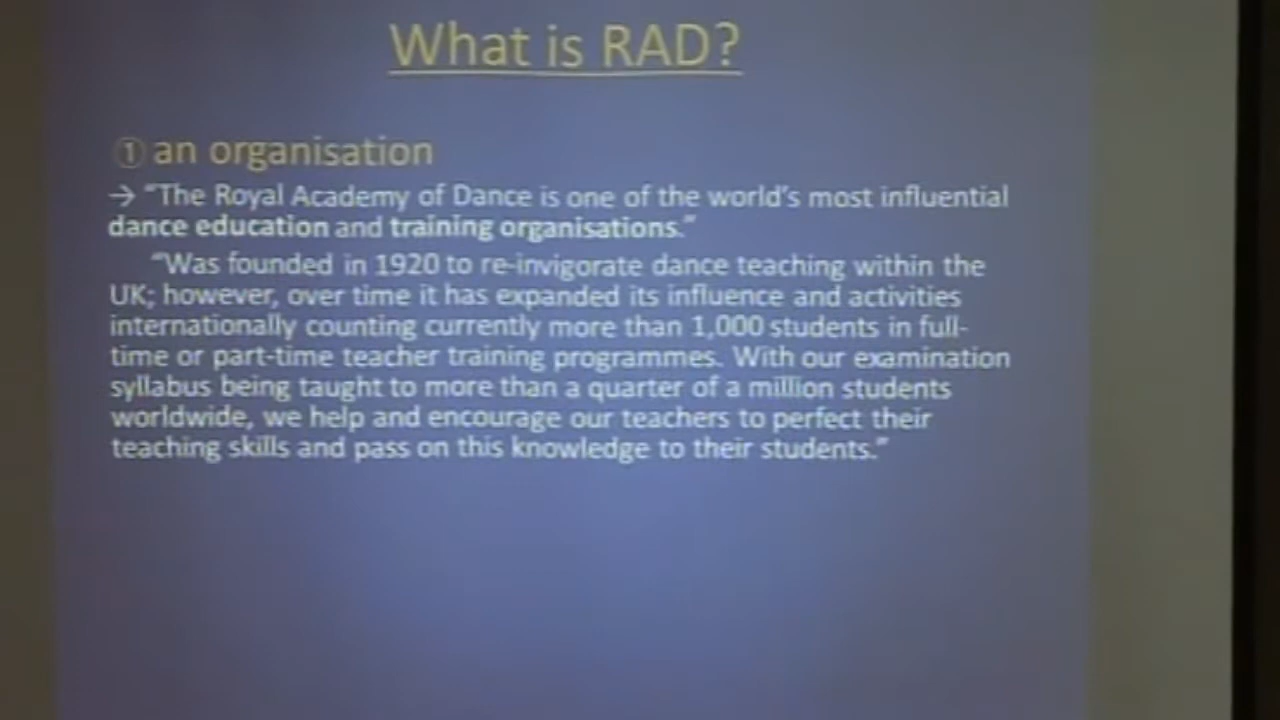 What is RAD?
① an organisation
→ “The Royal Academy of Dance is one of the world’s most influential
dance education and training organisations.”
“Was founded in 1920 to re-invigorate dance teaching within the
UK; however, over time it has expanded its influence and activities
internationally counting currently more than 1,000 students in full-
time or part-time teacher training programmes. With our examination
syllabus being taught to more than a quarter of a million students
worldwide, we help and encourage our teachers to perfect their
teaching skills and pass on this knowledge to their students.”